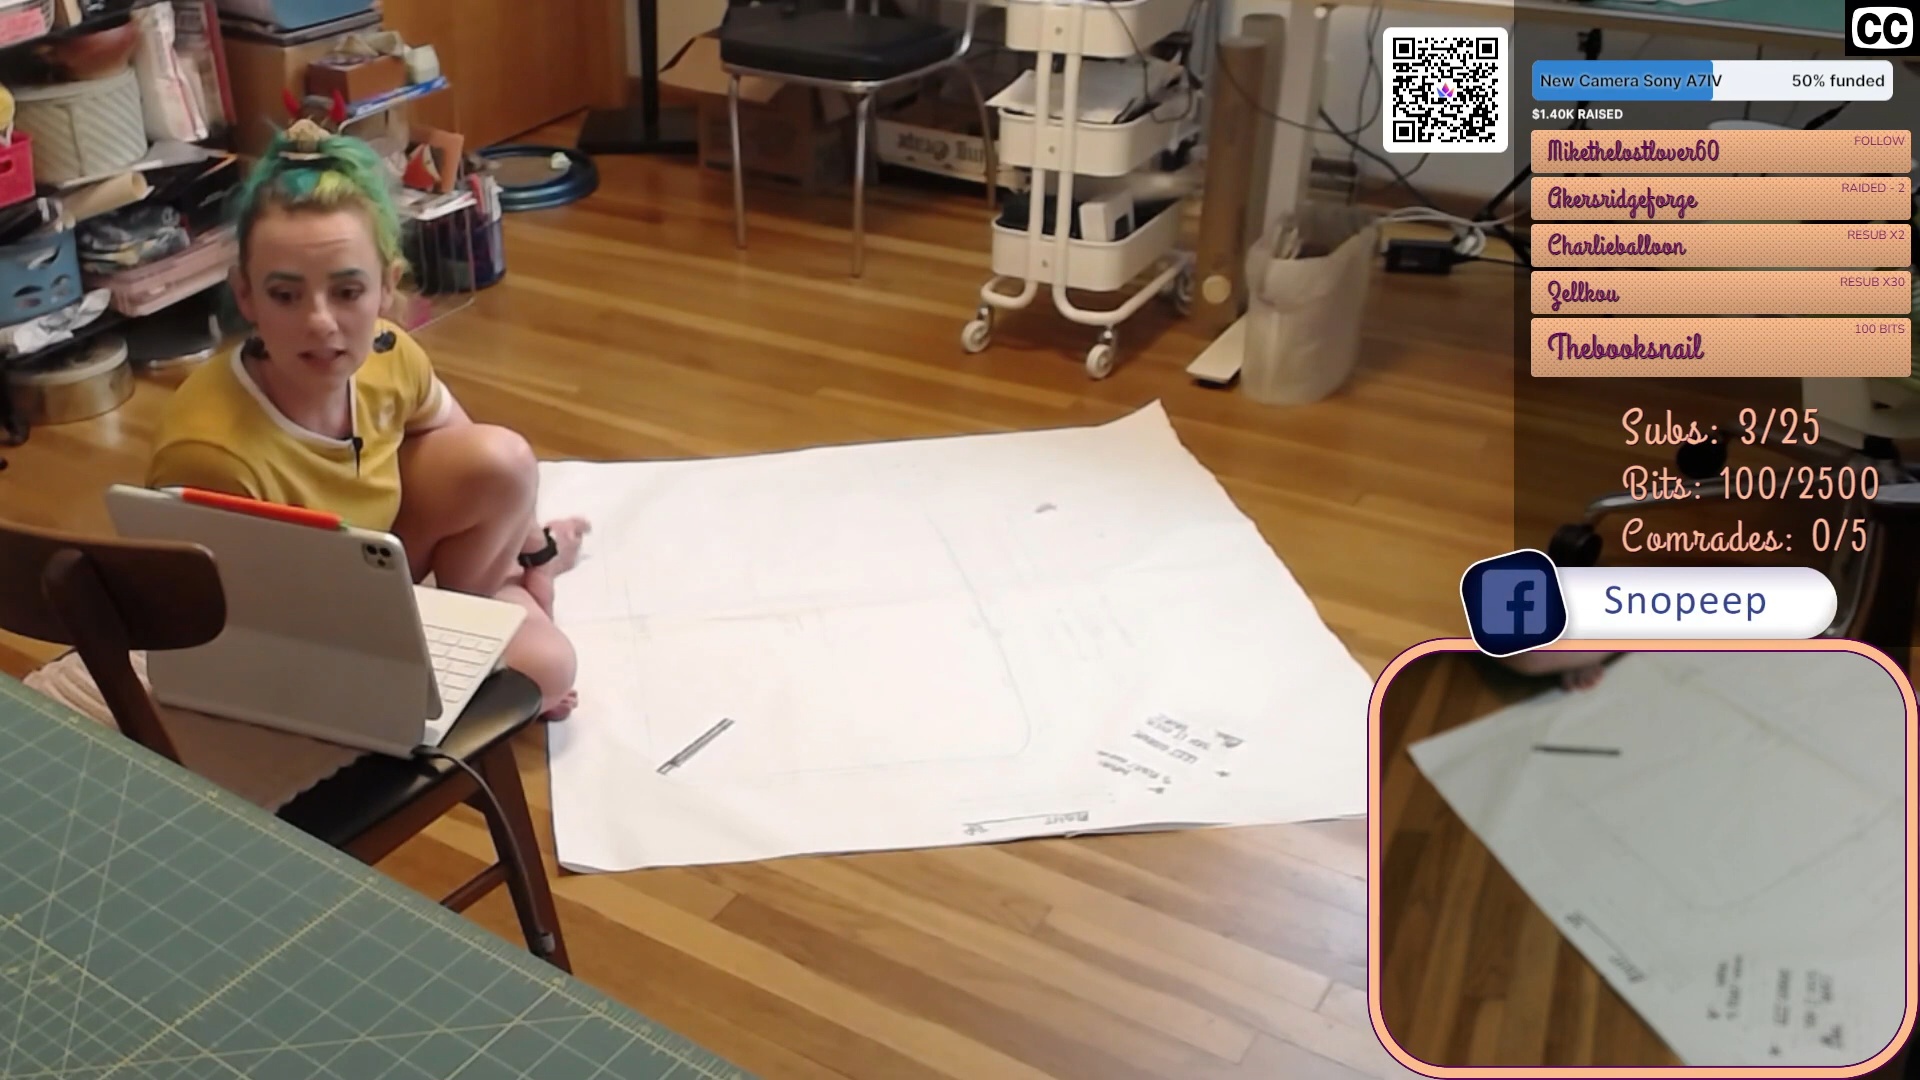 CC
New Camera Sony A7IV 50% funded
$1.40K RAISED
Mikethelostlover60 FOLLOW
Akersridgeforge RAIDED - 2
Charlieballoon RESUB X2
Zellkou RESUB X30
Thebooksnail 100 BITS
Subs: 3/25
Bits: 100/2500
Comrades: 0/5
Snopeep